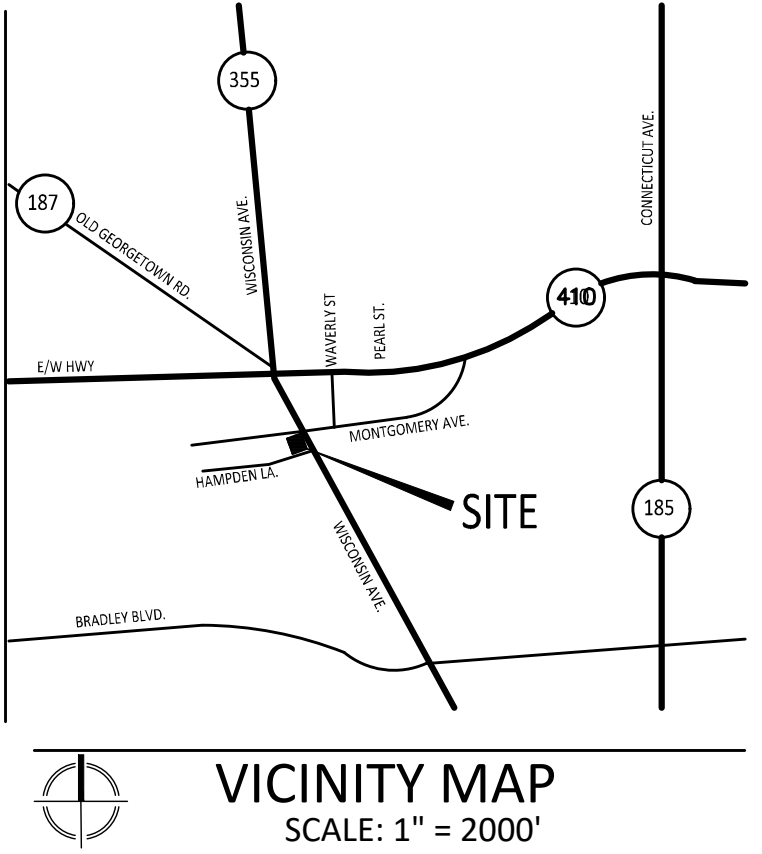 355
CONNECTICUT AVE.
187
OLD GEORGETOWN RD.
WISCONSIN AVE.
410
WAVERLY ST
PEARL ST.
E/W HWY
MONTGOMERY AVE.
HAMPDEN LA.
SITE
185
WISCONSIN AVE.
BRADLEY BLVD.
VICINITY MAP
SCALE: 1" = 2000'